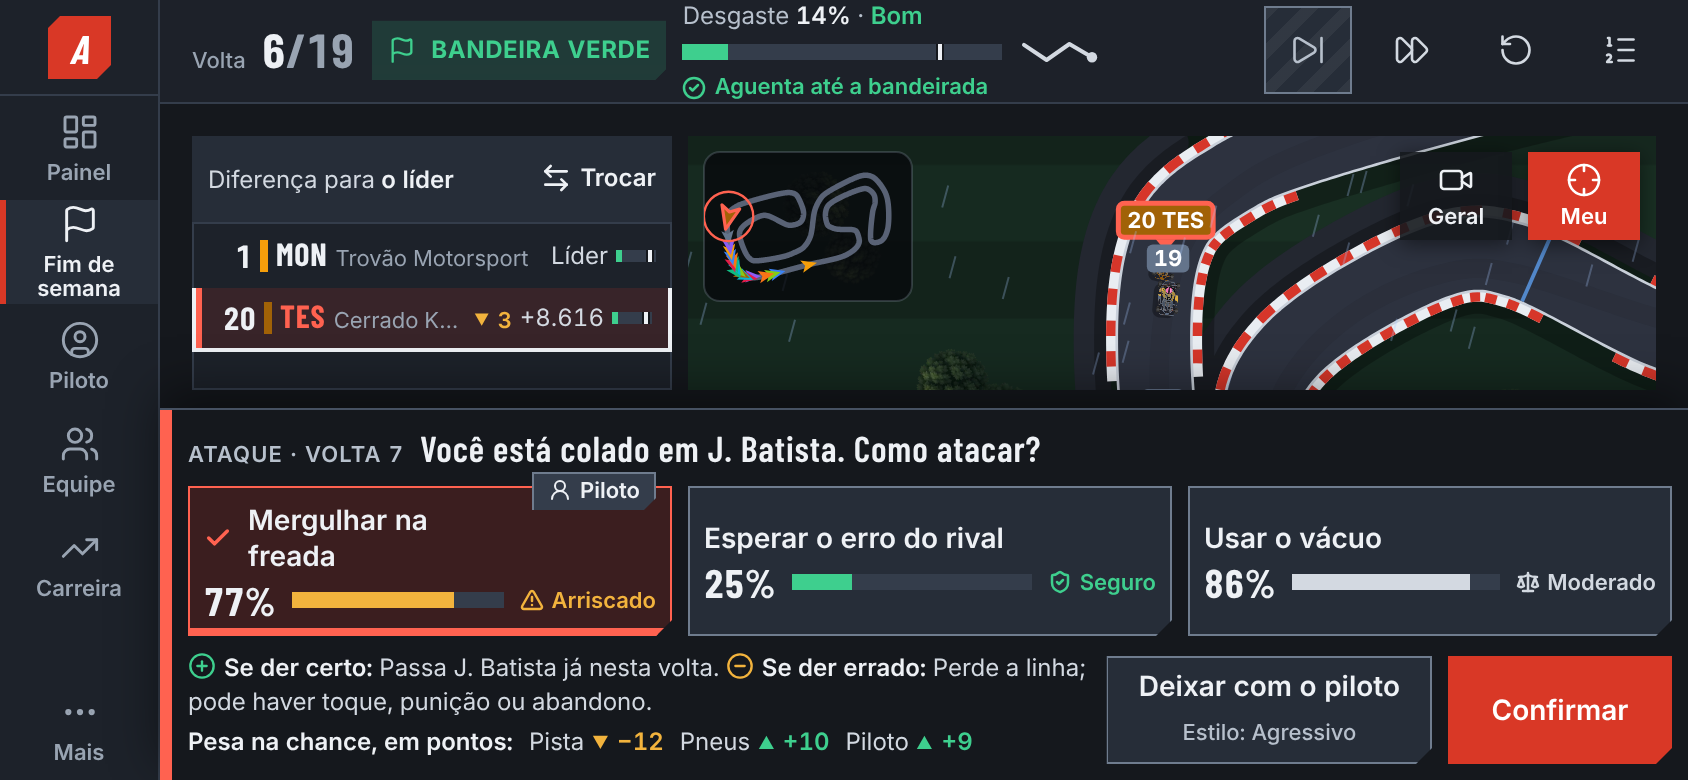 A
Painel
Fim de
semana
Piloto
Equipe
Carreira
Mais
Volta 6/19
BANDEIRA VERDE
Desgaste 14% · Bom
Aguenta até a bandeirada
1
2
Diferença para o líder
Trocar
1 MON Trovão Motorsport Líder
20 TES Cerrado K... ▼ 3 +8.616
20 TES
19
Geral
Meu
ATAQUE · VOLTA 7 Você está colado em J. Batista. Como atacar?
Piloto
Mergulhar na
freada
77% Arriscado
Esperar o erro do rival
25% Seguro
Usar o vácuo
86% Moderado
Se der certo: Passa J. Batista já nesta volta. Se der errado: Perde a linha;
pode haver toque, punição ou abandono.
Pesa na chance, em pontos: Pista ▼ −12 Pneus ▲ +10 Piloto ▲ +9
Deixar com o piloto
Estilo: Agressivo
Confirmar